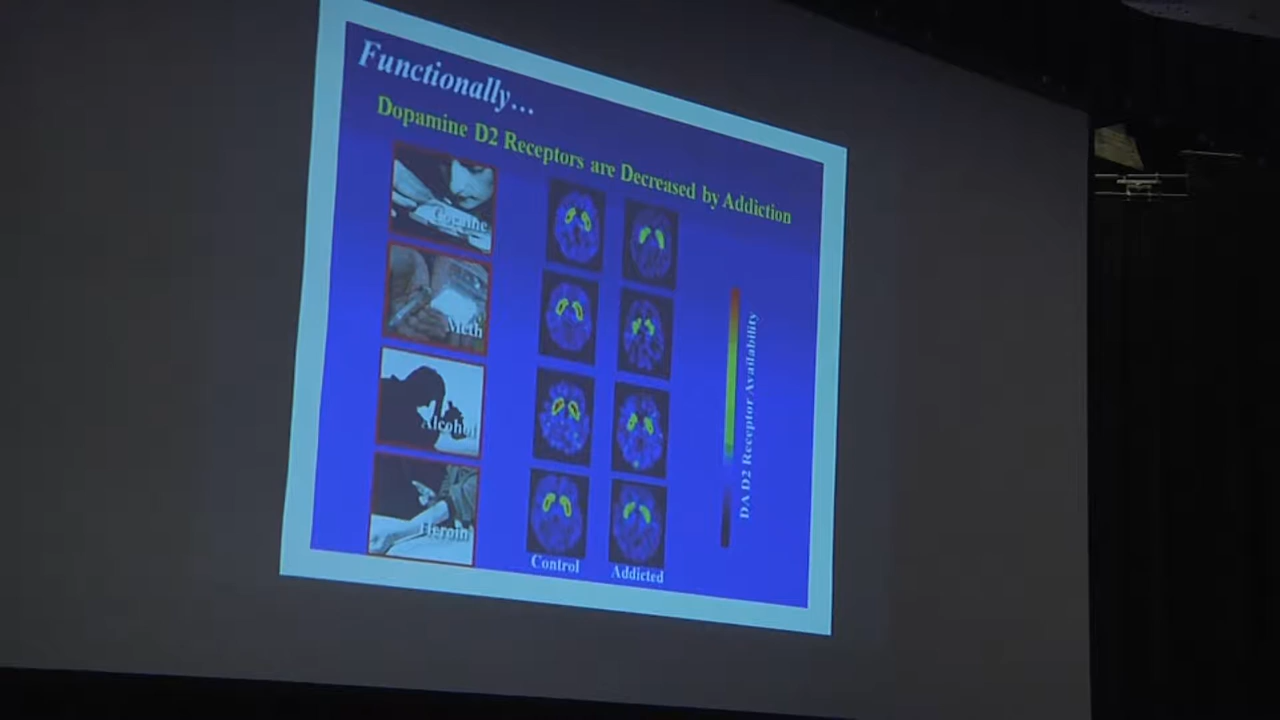 Functionally...
Dopamine D2 Receptors are Decreased by Addiction
Cocaine
Meth
Alcohol
Heroin
Control
Addicted
DA D2 Receptor Availability